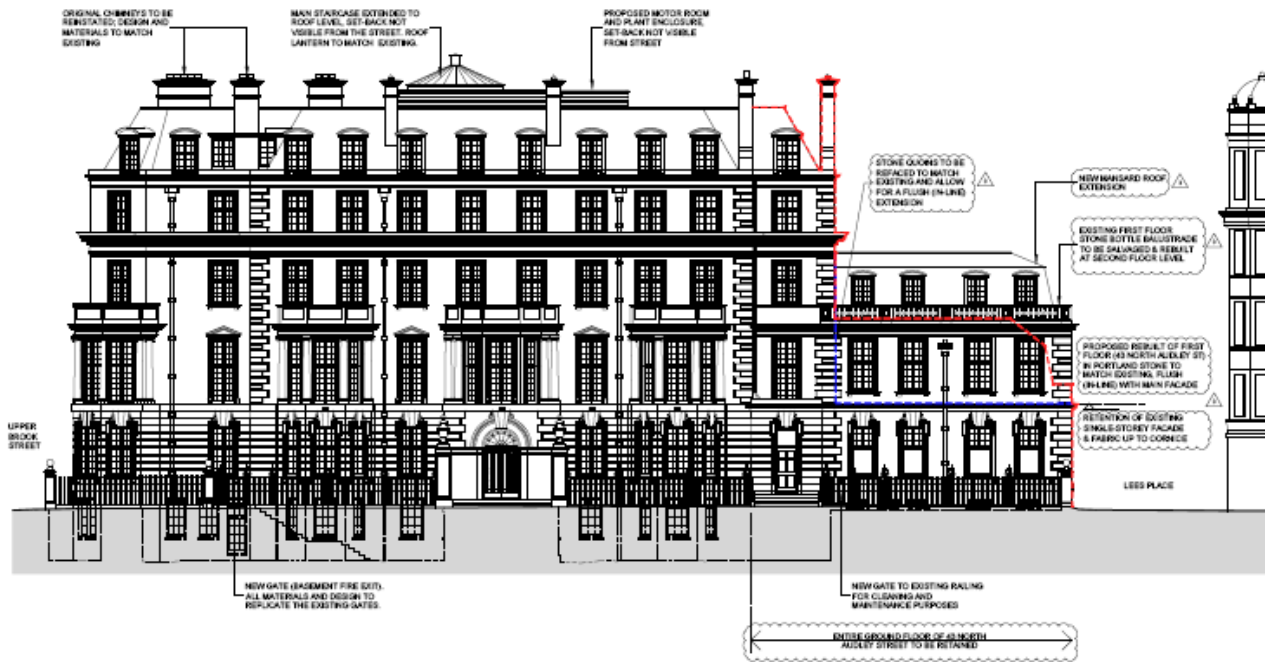 ORIGINAL CHIMNEYS TO BE
REINSTATED; DESIGN AND
MATERIALS TO MATCH
EXISTING
MAIN STAIRCASE EXTENDED TO
ROOF LEVEL, SET-BACK NOT
VISIBLE FROM THE STREET. ROOF
LANTERN TO MATCH EXISTING.
PROPOSED MOTOR ROOM
AND PLANT ENCLOSURE,
SET-BACK NOT VISIBLE
FROM STREET
STONE QUOINS TO BE
REFACED TO MATCH
EXISTING AND ALLOW
FOR A FLUSH (IN-LINE)
EXTENSION
NEW MANSARD ROOF
EXTENSION
EXISTING FIRST FLOOR
STONE BOTTLE BALUSTRADE
TO BE SALVAGED & REBUILT
AT SECOND FLOOR LEVEL
PROPOSED REBUILT OF FIRST
FLOOR (43 NORTH AUDLEY ST)
IN PORTLAND STONE TO
MATCH EXISTING, FLUSH
(IN-LINE) WITH MAIN FACADE
RETENTION OF EXISTING
SINGLE-STOREY FACADE
& FABRIC UP TO CORNICE
UPPER
BROOK
STREET
LEES PLACE
NEW GATE (BASEMENT FIRE EXIT).
ALL MATERIALS AND DESIGN TO
REPLICATE THE EXISTING GATES.
NEW GATE TO EXISTING RAILING
FOR CLEANING AND
MAINTENANCE PURPOSES
ENTIRE GROUND FLOOR OF 43 NORTH
AUDLEY STREET TO BE RETAINED